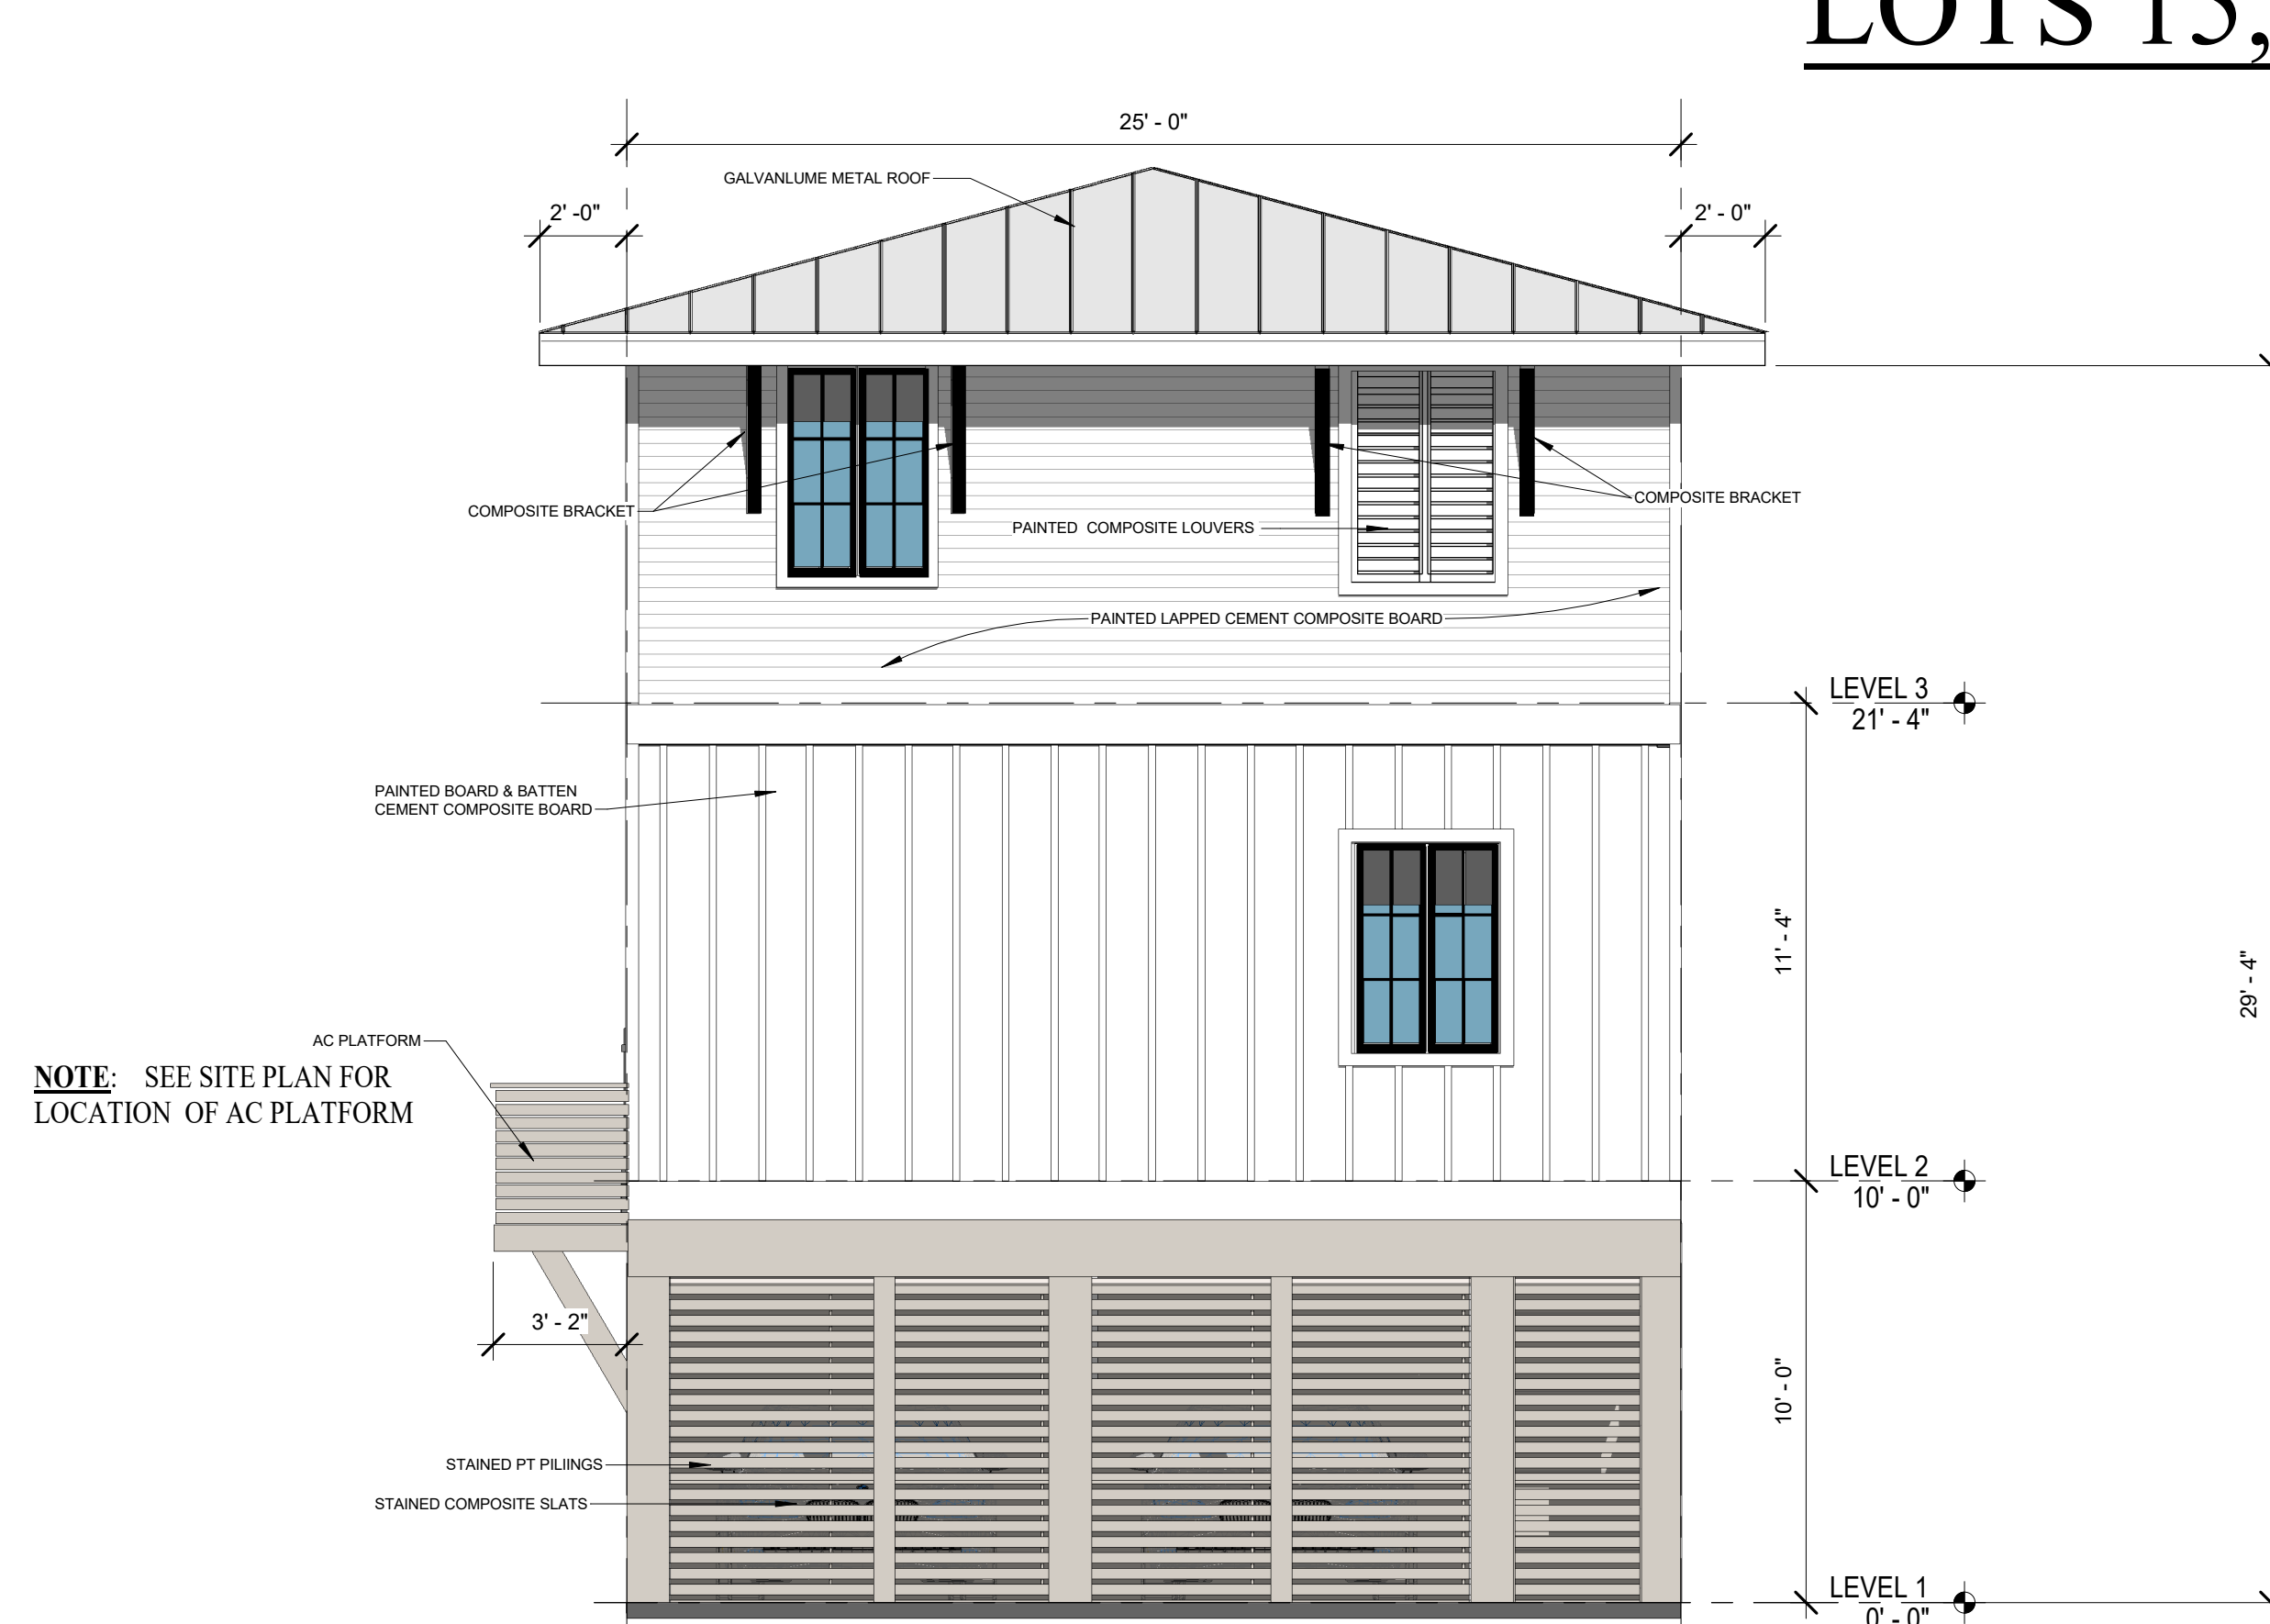 LOTS 15,
25' - 0"
GALVANLUME METAL ROOF
2' -0"
2' - 0"
COMPOSITE BRACKET
COMPOSITE BRACKET
PAINTED COMPOSITE LOUVERS
PAINTED LAPPED CEMENT COMPOSITE BOARD
LEVEL 3
21' - 4"
PAINTED BOARD & BATTEN
CEMENT COMPOSITE BOARD
11' - 4"
29' - 4"
AC PLATFORM
NOTE: SEE SITE PLAN FOR
LOCATION OF AC PLATFORM
LEVEL 2
10' - 0"
3' - 2"
10' - 0"
STAINED PT PILIINGS
STAINED COMPOSITE SLATS
LEVEL 1
0' - 0"